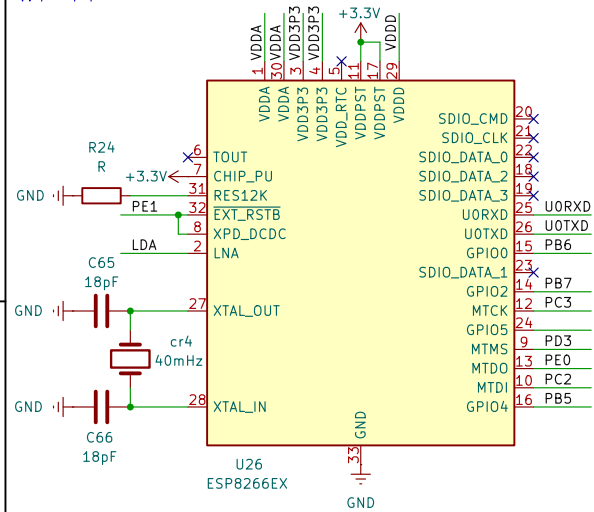 +3.3V
VDDA
VDDA
VDD3P3
VDD3P3
VDDD
1
30
3
4
5
11
17
29
VDDA
VDDA
VDD3P3
VDD3P3
VDD_RTC
VDDPST
VDDPST
VDDD
SDIO_CMD 20
SDIO_CLK 21
R24
R
6 TOUT
SDIO_DATA_0 22
+3.3V 7 CHIP_PU
SDIO_DATA_2 18
GND 31 RES12K
SDIO_DATA_3 19
PE1 32 EXT_RSTB
U0RXD 25 U0RXD
8 XPD_DCDC
U0TXD 26 U0TXD
LDA 2 LNA
GPIO0 15 PB6
C65
18pF
SDIO_DATA_1 23
GPIO2 14 PB7
GND 27 XTAL_OUT
MTCK 12 PC3
GPIO5 24
cr4
40mHz
MTMS 9 PD3
MTDO 13 PE0
MTDI 10 PC2
GND 28 XTAL_IN
GPIO4 16 PB5
C66
18pF
GND
33
U26
ESP8266EX
GND